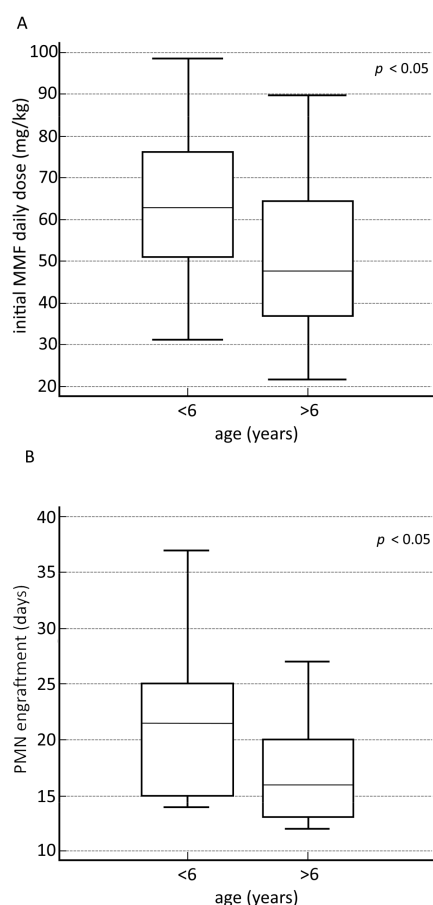 A
100
p < 0.05
90
80
70
60
50
40
30
20
initial MMF daily dose (mg/kg)
<6 >6
age (years)
B
40
p < 0.05
35
30
25
20
15
10
PMN engraftment (days)
<6 >6
age (years)